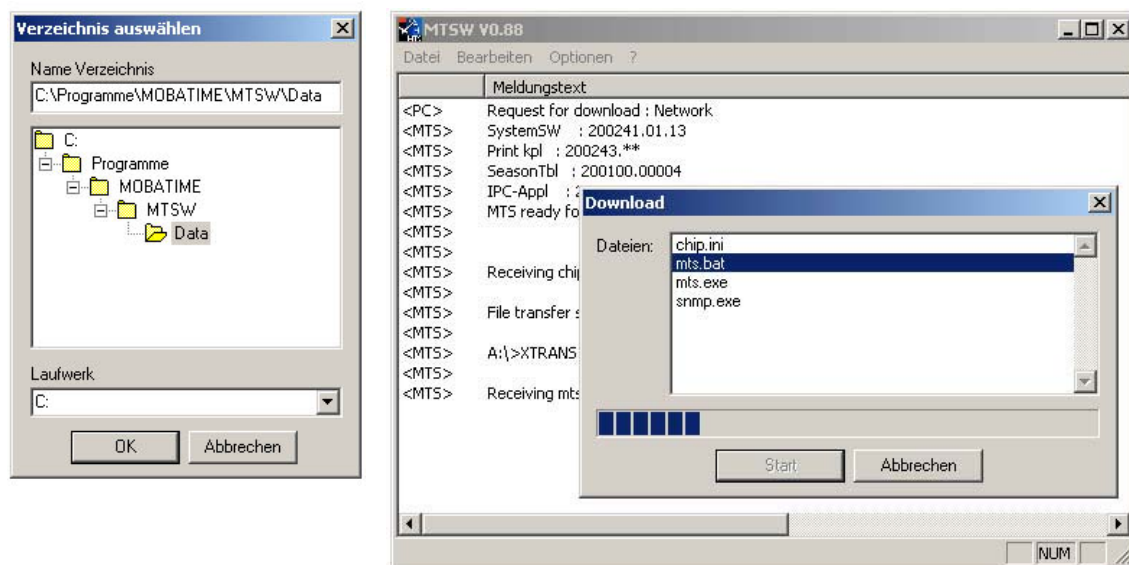 Verzeichnis auswählen
Name Verzeichnis
C:\Programme\MOBATIME\MTSW\Data
C:
Programme
MOBATIME
MTSW
Data
Laufwerk
C:
OK Abbrechen
MTSW V0.88
Datei Bearbeiten Optionen ?
Meldungstext
<PC> Request for download : Network
<MTS> SystemSW : 200241.01.13
<MTS> Print kpl : 200243.**
<MTS> SeasonTbl : 200100.00004
<MTS> IPC-Appl :
<MTS> MTS ready
<MTS>
<MTS>
<MTS> Receiving
<MTS>
<MTS> File transfer
<MTS>
<MTS> A:\>XTRANS
<MTS>
<MTS> Receiving
Download
Dateien:
chip.ini
mts.bat
mts.exe
snmp.exe
Start Abbrechen
NUM